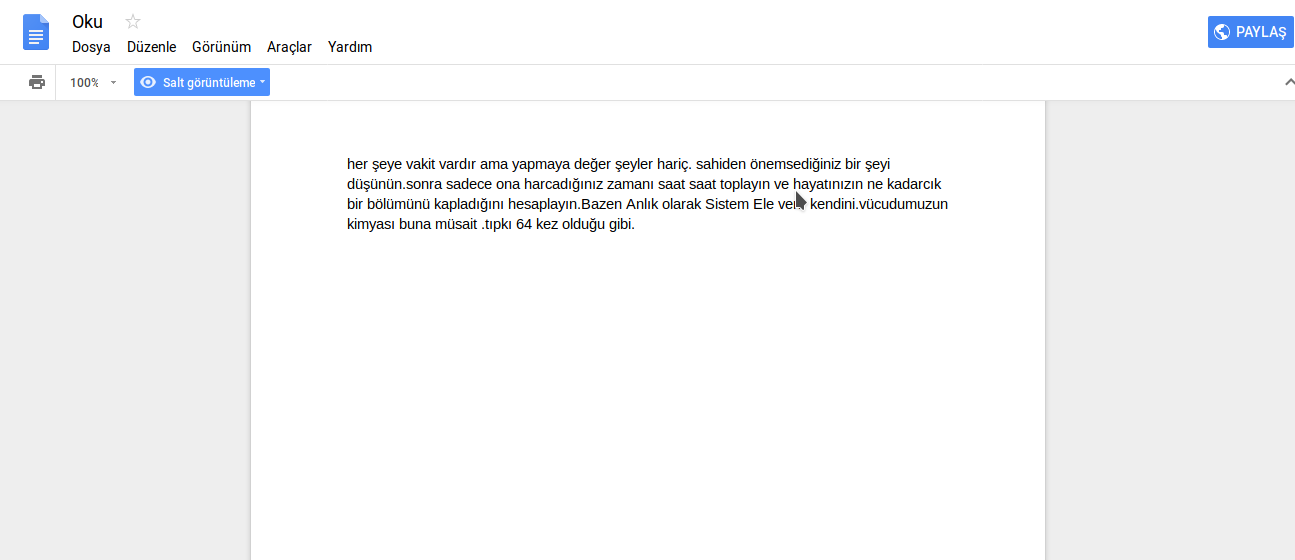 Oku
Dosya Düzenle Görünüm Araçlar Yardım
PAYLAŞ
100% Salt görüntüleme
her şeye vakit vardır ama yapmaya değer şeyler hariç. sahiden önemsediğiniz bir şeyi
düşünün.sonra sadece ona harcadığınız zamanı saat saat toplayın ve hayatınızın ne kadarcık
bir bölümünü kapladığını hesaplayın.Bazen Anlık olarak Sistem Ele kendini.vücudumuzun
kimyası buna müsait .tıpkı 64 kez olduğu gibi.